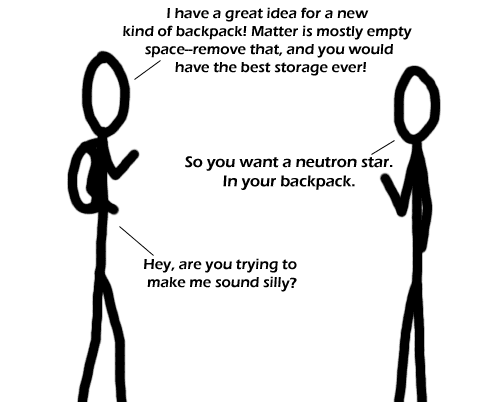 I have a great idea for a new
kind of backpack! Matter is mostly empty
space--remove that, and you would
have the best storage ever!
So you want a neutron star.
In your backpack.
Hey, are you trying to
make me sound silly?